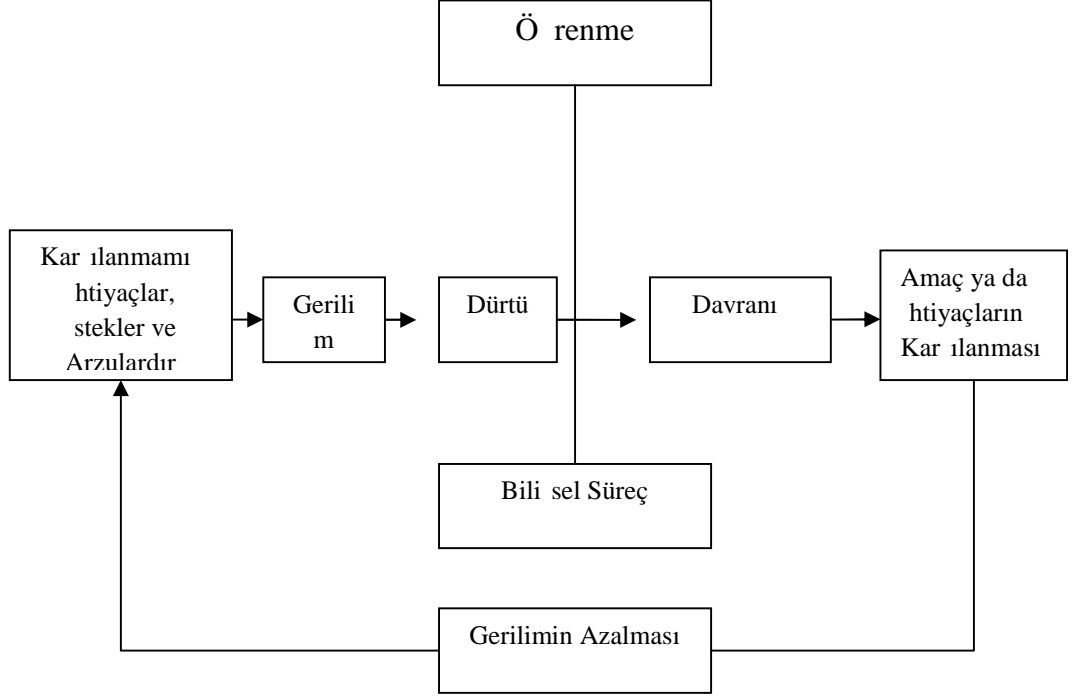 Ö renme
Kar ılanmamı
htiyaçlar,
stekler ve
Arzulardır
Gerili
m
Dürtü
Davranı
Amaç ya da
htiyaçların
Kar ılanması
Bili sel Süreç
Gerilimin Azalması